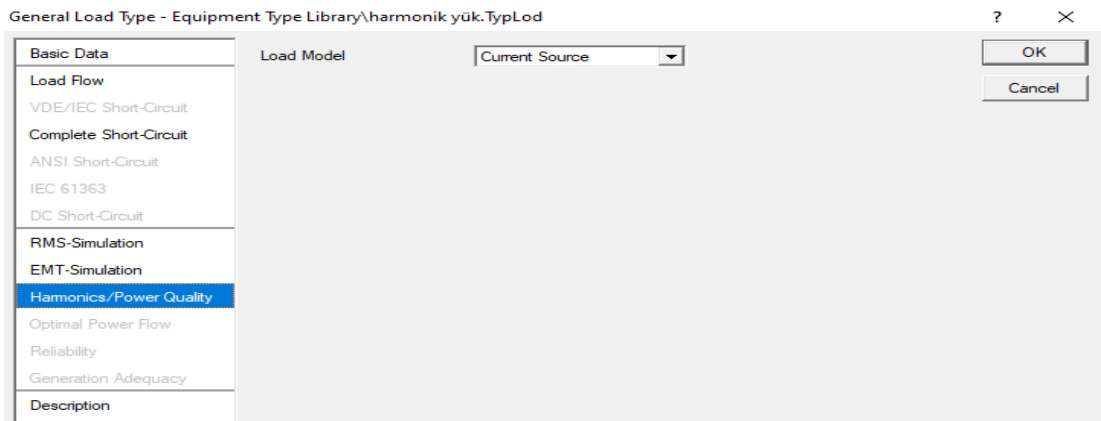 General Load Type - Equipment Type Library\harmonik yük.TypLod ? ×
Basic Data
Load Flow
VDE/IEC Short-Circuit
Complete Short-Circuit
ANSI Short-Circuit
IEC 61363
DC Short-Circuit
RMS-Simulation
EMT-Simulation
Harmonics/Power Quality
Optimal Power Flow
Reliability
Generation Adequacy
Description
Load Model Current Source
OK
Cancel